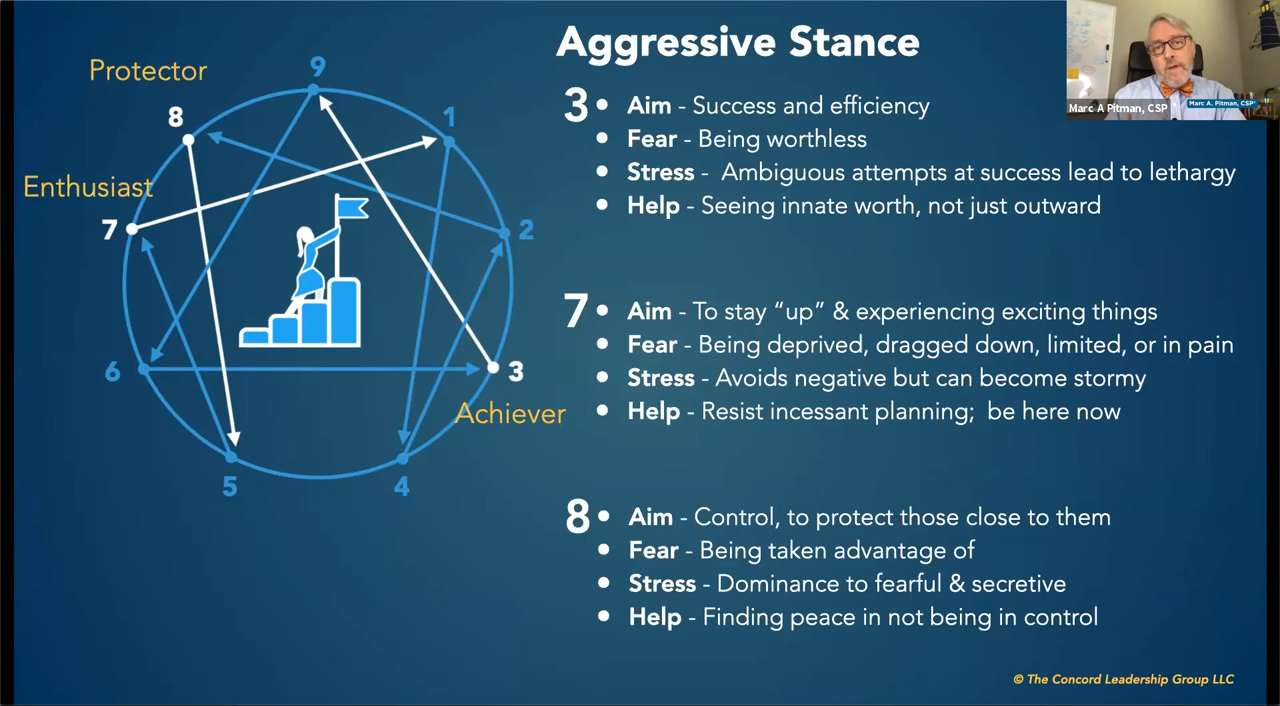 Aggressive Stance
Protector
9
8
1
Enthusiast
7
2
6
3
Achiever
5
4
3 • Aim - Success and efficiency
• Fear - Being worthless
• Stress -  Ambiguous attempts at success lead to lethargy
• Help - Seeing innate worth, not just outward
7 • Aim - To stay “up” & experiencing exciting things
• Fear - Being deprived, dragged down, limited, or in pain
• Stress - Avoids negative but can become stormy
• Help - Resist incessant planning;  be here now
8 • Aim - Control, to protect those close to them
• Fear - Being taken advantage of
• Stress - Dominance to fearful & secretive
• Help - Finding peace in not being in control
Marc A Pitman, CSP
Marc A. Pitman, CSP
© The Concord Leadership Group LLC